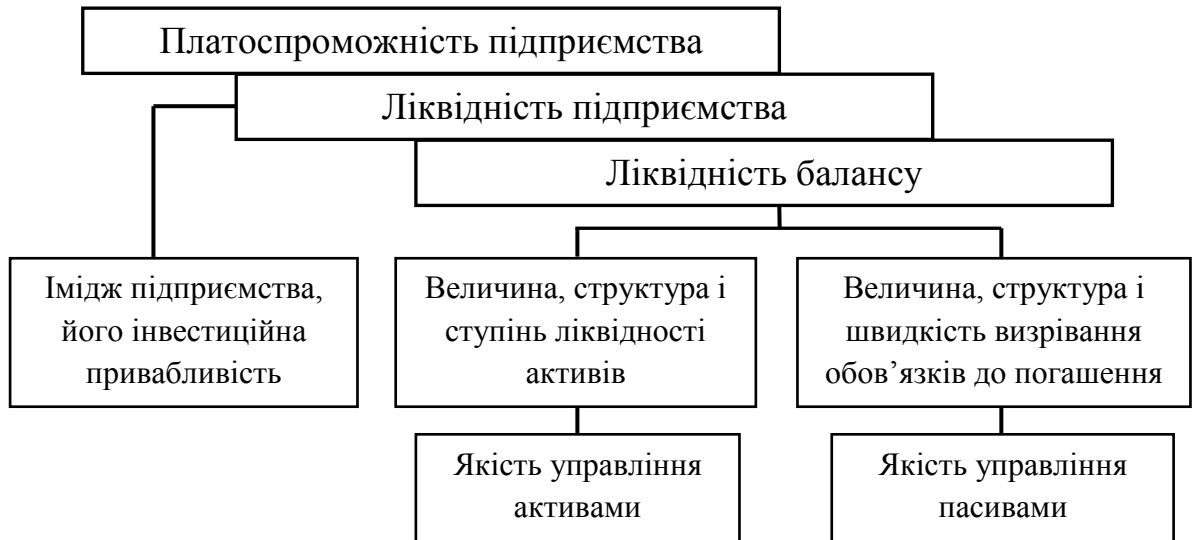 Платоспроможність підприємства
Ліквідність підприємства
Ліквідність балансу
Імідж підприємства,
його інвестиційна
привабливість
Величина, структура і
ступінь ліквідності
активів
Величина, структура і
швидкість визрівання
обов’язків до погашення
Якість управління
активами
Якість управління
пасивами